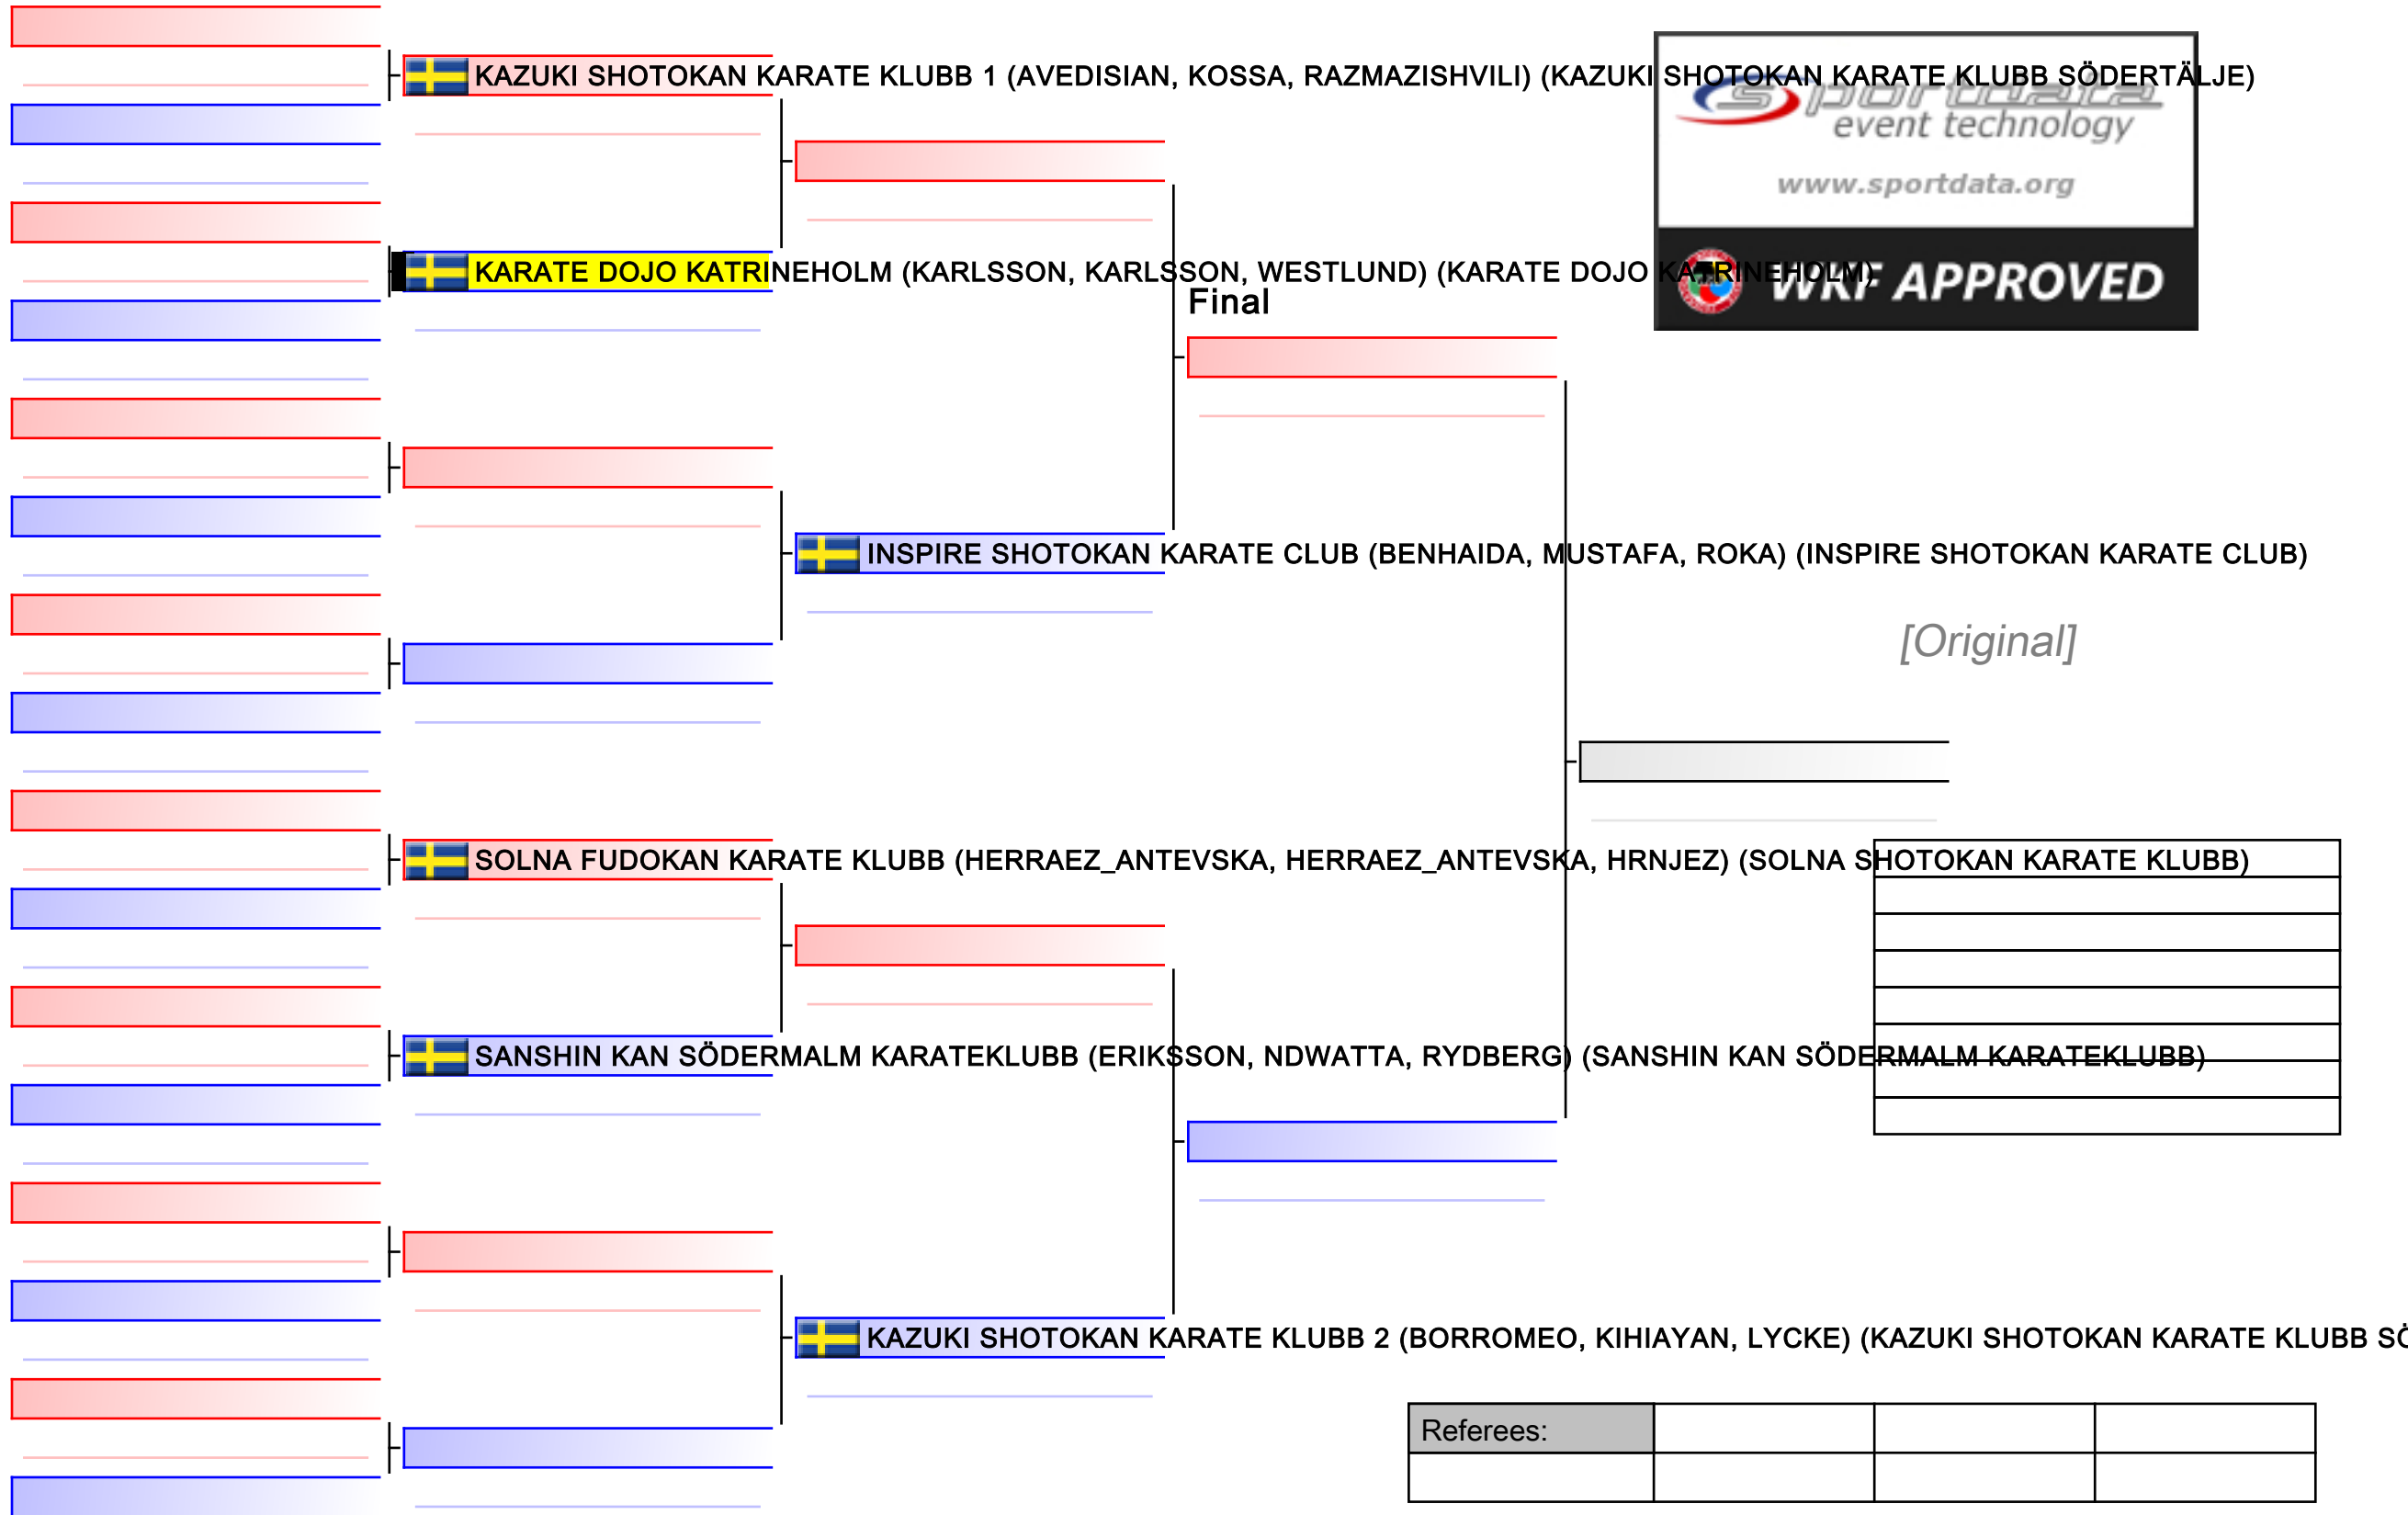 KAZUKI SHOTOKAN KARATE KLUBB 1 (AVEDISIAN, KOSSA, RAZMAZISHVILI) (KAZUKI SHOTOKAN KARATE KLUBB SÖDERTÄLJE)
sportdata
event technology
www.sportdata.org
KARATE DOJO KATRINEHOLM (KARLSSON, KARLSSON, WESTLUND) (KARATE DOJO KATRINEHOLM)
WKF APPROVED
Final
INSPIRE SHOTOKAN KARATE CLUB (BENHAIDA, MUSTAFA, ROKA) (INSPIRE SHOTOKAN KARATE CLUB)
[Original]
SOLNA FUDOKAN KARATE KLUBB (HERRAEZ_ANTEVSKA, HERRAEZ_ANTEVSKA, HRNJEZ) (SOLNA SHOTOKAN KARATE KLUBB)
SANSHIN KAN SÖDERMALM KARATEKLUBB (ERIKSSON, NDWATTA, RYDBERG) (SANSHIN KAN SÖDERMALM KARATEKLUBB)
KAZUKI SHOTOKAN KARATE KLUBB 2 (BORROMEO, KIHIAYAN, LYCKE) (KAZUKI SHOTOKAN KARATE KLUBB SÖ
Referees: